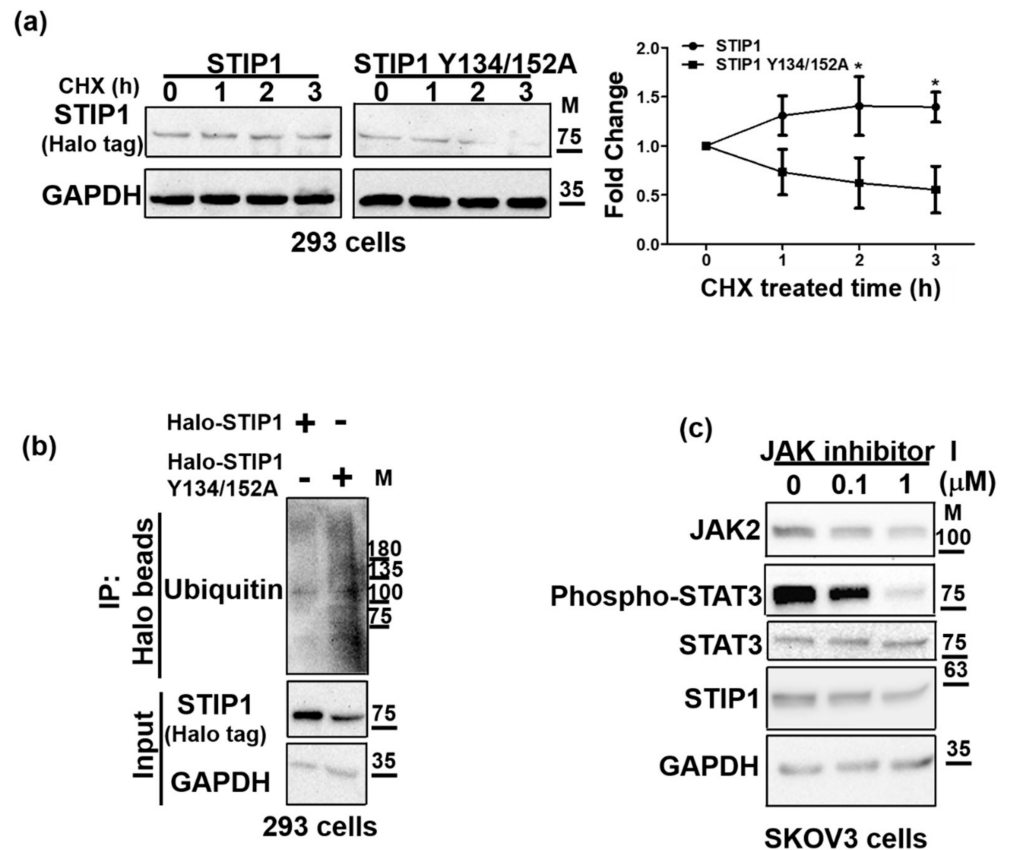 (a)
STIP1 STIP1 Y134/152A
CHX (h) 0 1 2 3 0 1 2 3 M
STIP1
(Halo tag)
75
GAPDH
35
293 cells
STIP1
STIP1 Y134/152A * *
Fold Change
2.0
1.5
1.0
0.5
0.0
0 1 2 3
CHX treated time (h)
(b)
Halo-STIP1 + -
Halo-STIP1
Y134/152A - + M
IP:
Halo beads
Ubiquitin
180
135
100
75
Input
STIP1
(Halo tag)
75
GAPDH
35
293 cells
(c)
JAK inhibitor I
0 0.1 1 (μM)
M
JAK2 100
Phospho-STAT3 75
STAT3 75
63
STIP1
GAPDH 35
SKOV3 cells